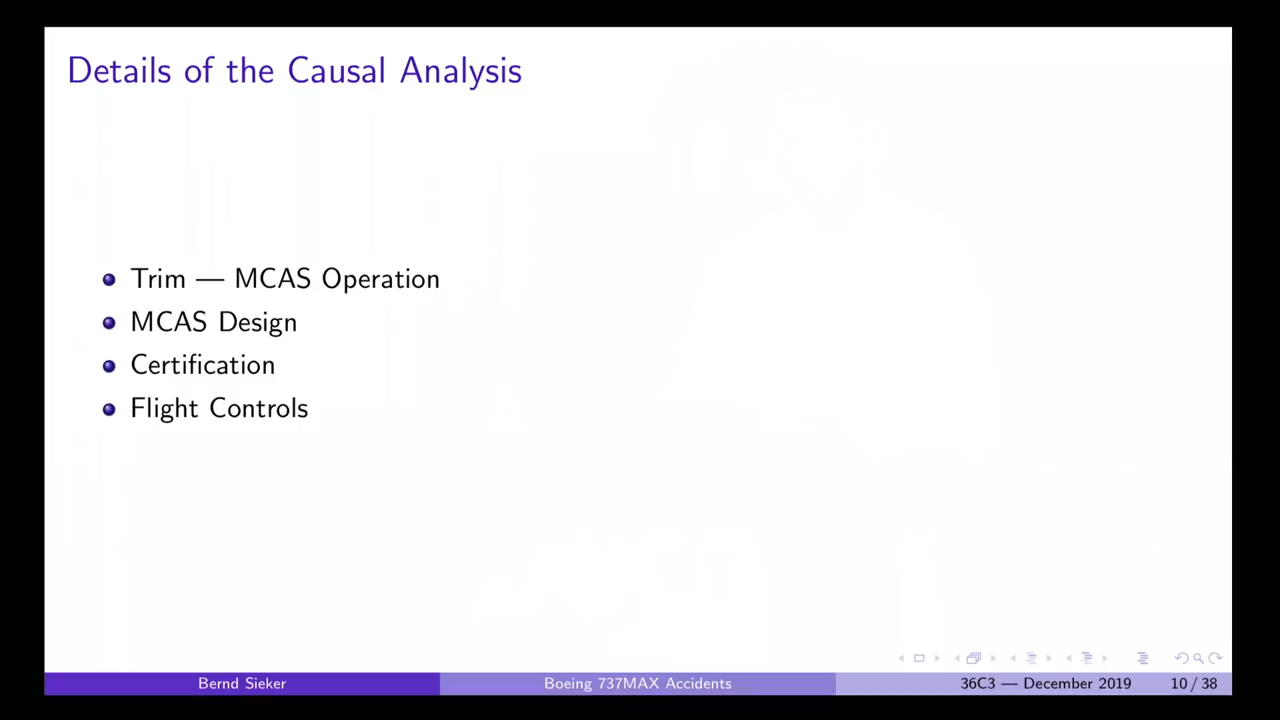 Details of the Causal Analysis
Trim — MCAS Operation
MCAS Design
Certification
Flight Controls
Bernd Sieker
Boeing 737MAX Accidents
36C3 — December 2019
10 / 38